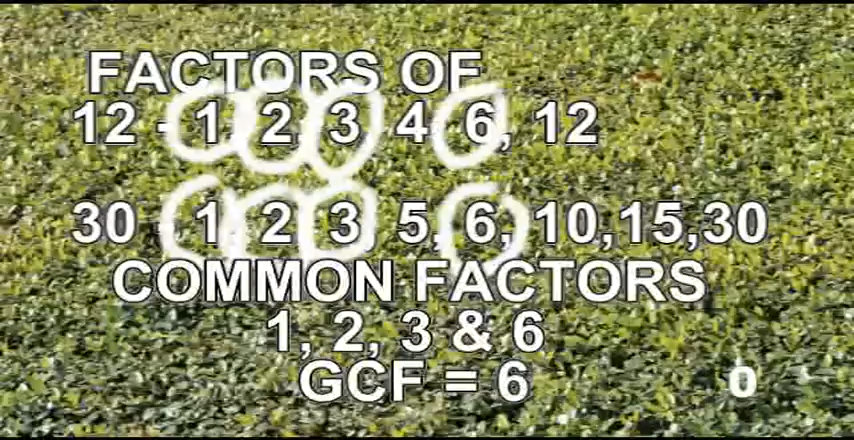 FACTORS OF
12 - 1, 2, 3, 4, 6, 12
30 - 1, 2, 3, 5, 6, 10,15,30
COMMON FACTORS
1, 2, 3 & 6
GCF = 6
0